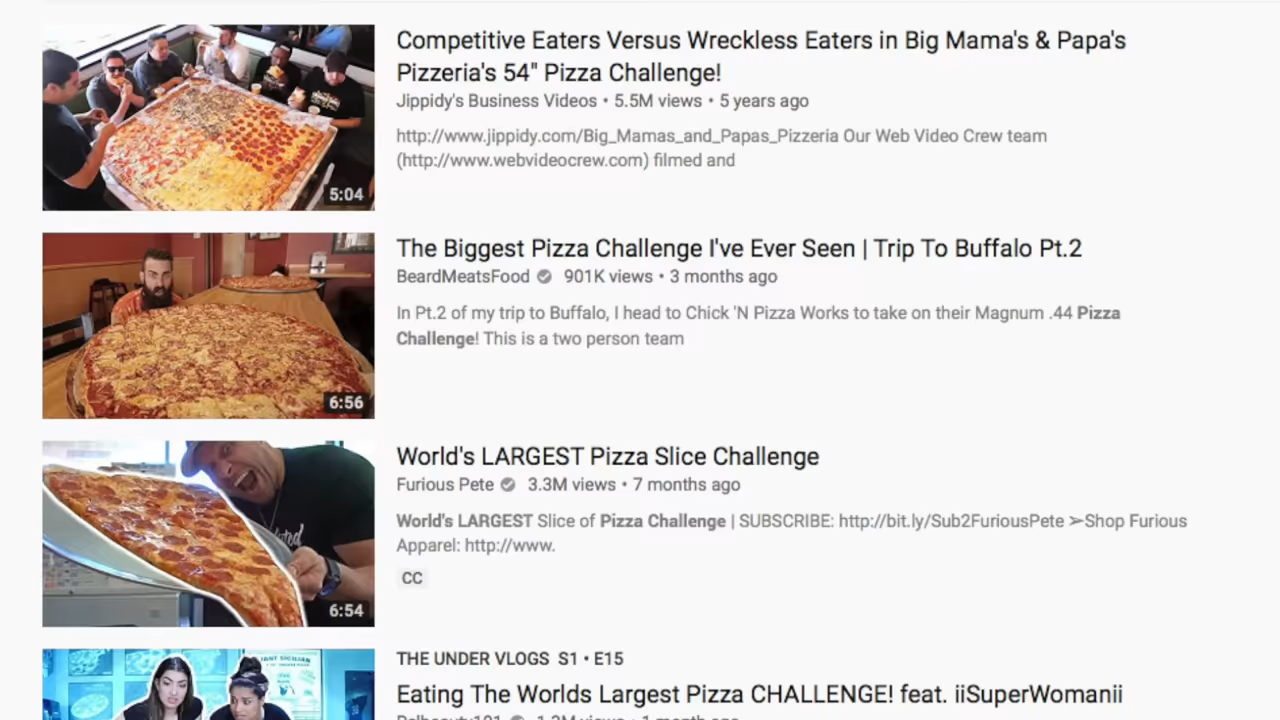 Competitive Eaters Versus Wreckless Eaters in Big Mama's & Papa's
Pizzeria's 54" Pizza Challenge!
Jippidy's Business Videos • 5.5M views • 5 years ago
http://www.jippidy.com/Big_Mamas_and_Papas_Pizzeria Our Web Video Crew team
(http://www.webvideocrew.com) filmed and
5:04
The Biggest Pizza Challenge I've Ever Seen | Trip To Buffalo Pt.2
BeardMeatsFood 901K views • 3 months ago
In Pt.2 of my trip to Buffalo, I head to Chick 'N Pizza Works to take on their Magnum .44 Pizza
Challenge! This is a two person team
6:56
World's LARGEST Pizza Slice Challenge
Furious Pete 3.3M views • 7 months ago
World's LARGEST Slice of Pizza Challenge | SUBSCRIBE: http://bit.ly/Sub2FuriousPete ➢Shop Furious
Apparel: http://www.
CC
6:54
THE UNDER VLOGS S1 • E15
Eating The Worlds Largest Pizza CHALLENGE! feat. iiSuperWomanii